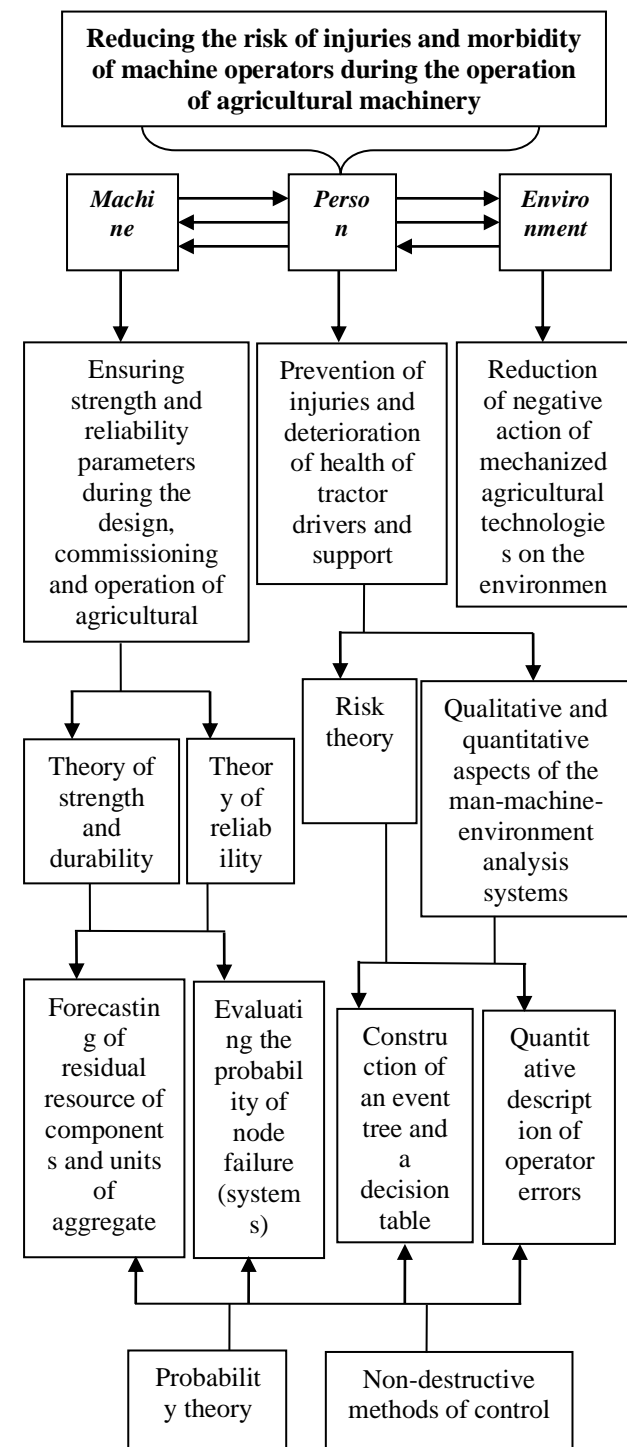 Reducing the risk of injuries and morbidity
of machine operators during the operation
of agricultural machinery
Machi
ne
Perso
n
Enviro
nment
Ensuring
strength and
reliability
parameters
during the
design,
commissioning
and operation of
agricultural
Prevention of
injuries and
deterioration
of health of
tractor
drivers and
support
Reduction
of negative
action of
mechanized
agricultural
technologie
s on the
environmen
Risk
theory
Qualitative and
quantitative
aspects of the
man-machine-
environment
analysis
systems
Theory of
strength
and
durability
Theor
y of
reliab
ility
Forecastin
g of
residual
resource of
component
s and units
of
aggregate
Evaluati
ng the
probabil
ity of
node
failure
(system
s)
Constru
ction of
an event
tree and
a
decision
table
Quantit
ative
descript
ion of
operator
errors
Probabilit
y theory
Non-destructive
methods of control